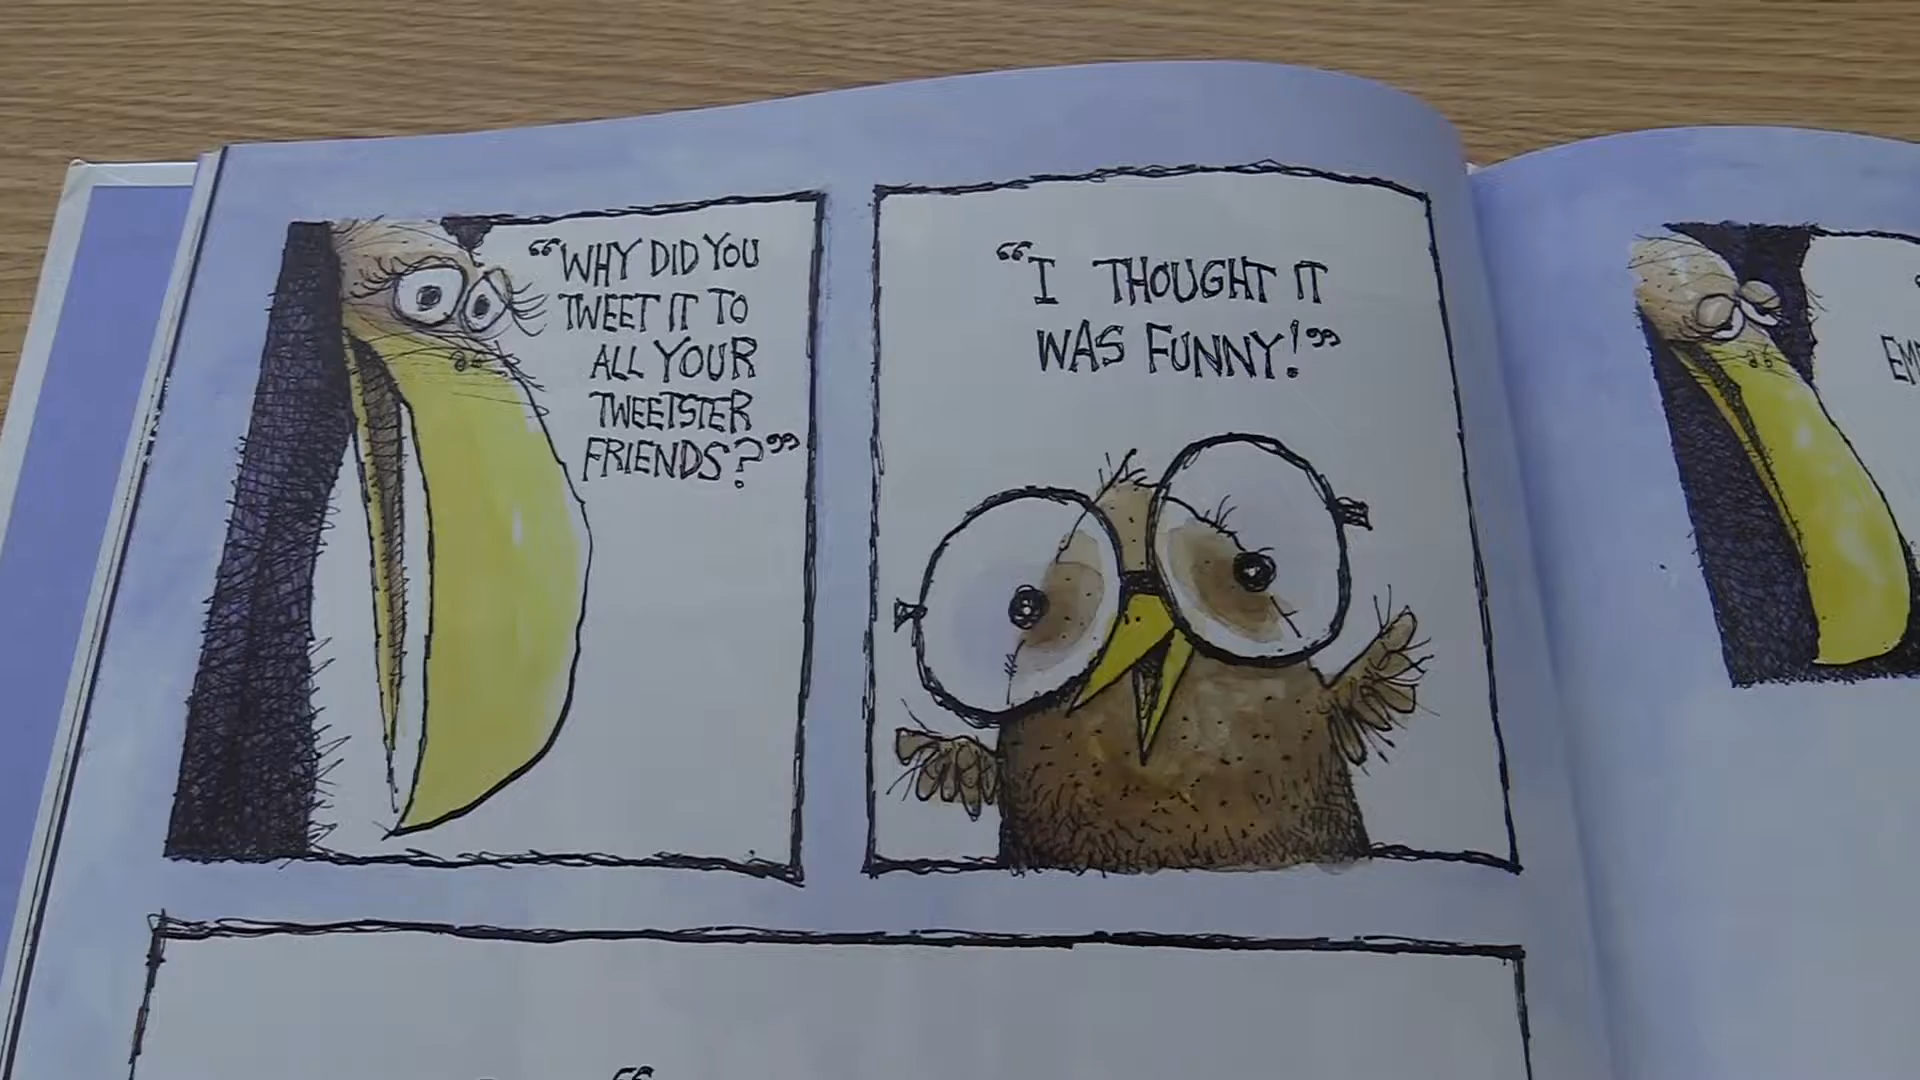 “WHY DID YOU
TWEET IT TO
ALL YOUR
TWEETSTER
FRIENDS?”
“I THOUGHT IT
WAS FUNNY!”